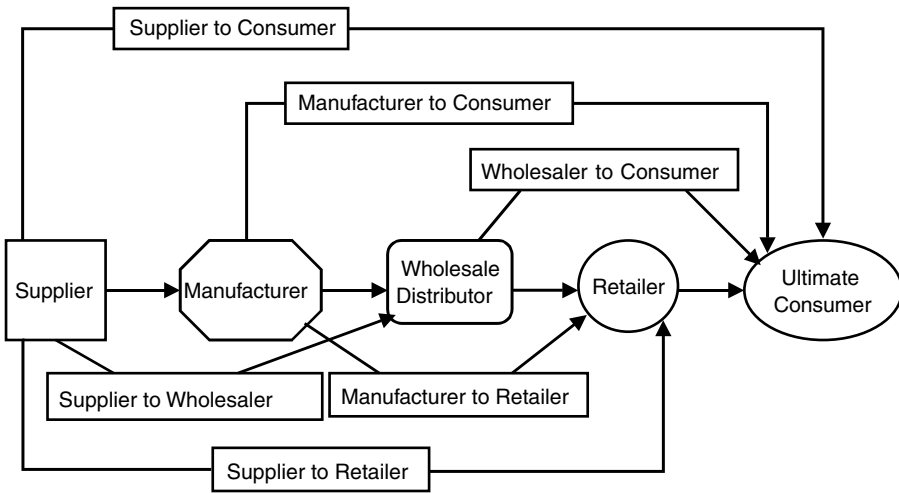 Supplier to Consumer
Manufacturer to Consumer
Wholesaler to Consumer
Supplier
Manufacturer
Wholesale
Distributor
Retailer
Ultimate
Consumer
Supplier to Wholesaler
Manufacturer to Retailer
Supplier to Retailer